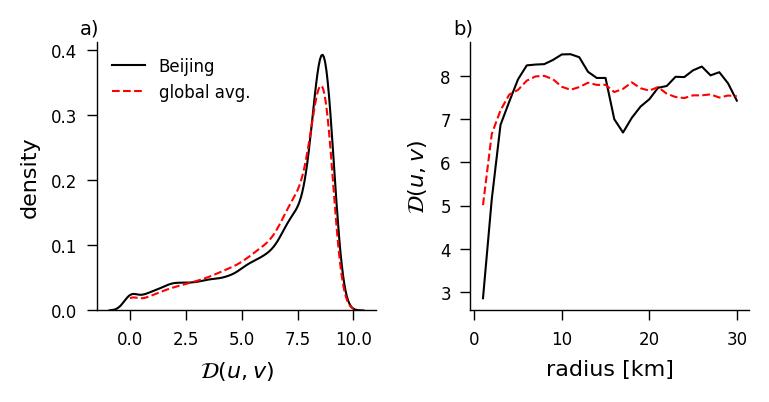 a)
0.4
0.3
0.2
0.1
0.0
density
Beijing
global avg.
0.0 2.5 5.0 7.5 10.0
𝒟(u, v)
b)
8
7
6
5
4
3
𝒟(u, v)
0 10 20 30
radius [km]